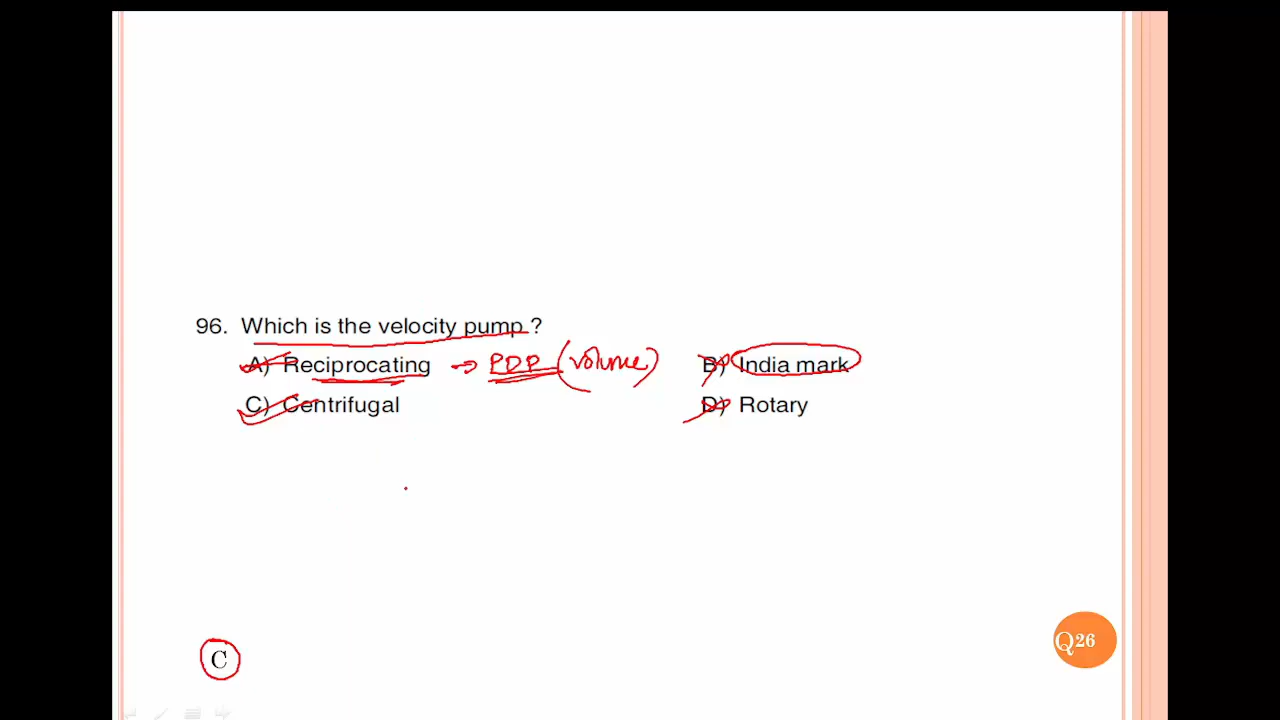 96. Which is the velocity pump ?
A) Reciprocating → PDP (volume) B) India mark
C) Centrifugal D) Rotary
C
Q26